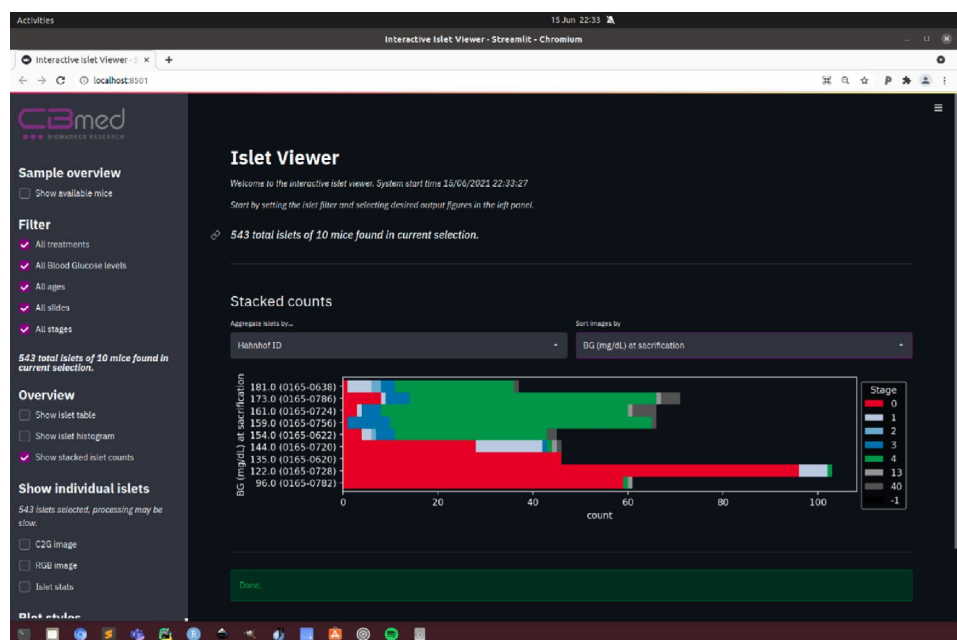 Activities
15 Jun 22:33
Interactive Islet Viewer · Streamlit - Chromium
Interactive Islet Viewer · S
localhost:8501
CBmed
BIOMARKER RESEARCH
Sample overview
Show available mice
Filter
All treatments
All Blood Glucose levels
All ages
All slides
All stages
543 total islets of 10 mice found in
current selection.
Overview
Show islet table
Show islet histogram
Show stacked islet counts
Show individual islets
543 islets selected, processing may be
slow.
C2G image
RGB image
Islet stats
Plot styles
Islet Viewer
Welcome to the interactive islet viewer. System start time 15/06/2021 22:33:27
Start by setting the islet filter and selecting desired output figures in the left panel.
543 total islets of 10 mice found in current selection.
Stacked counts
Aggregate islets by...
Sort images by
Hahnhof ID
BG (mg/dL) at sacrification
BG (mg/dL) at sacrification
181.0 (0165-0638)
173.0 (0165-0786)
161.0 (0165-0724)
159.0 (0165-0756)
154.0 (0165-0622)
144.0 (0165-0720)
135.0 (0165-0620)
122.0 (0165-0728)
96.0 (0165-0782)
0 20 40 60 80 100
count
Stage
0
1
2
3
4
13
40
-1
Done.